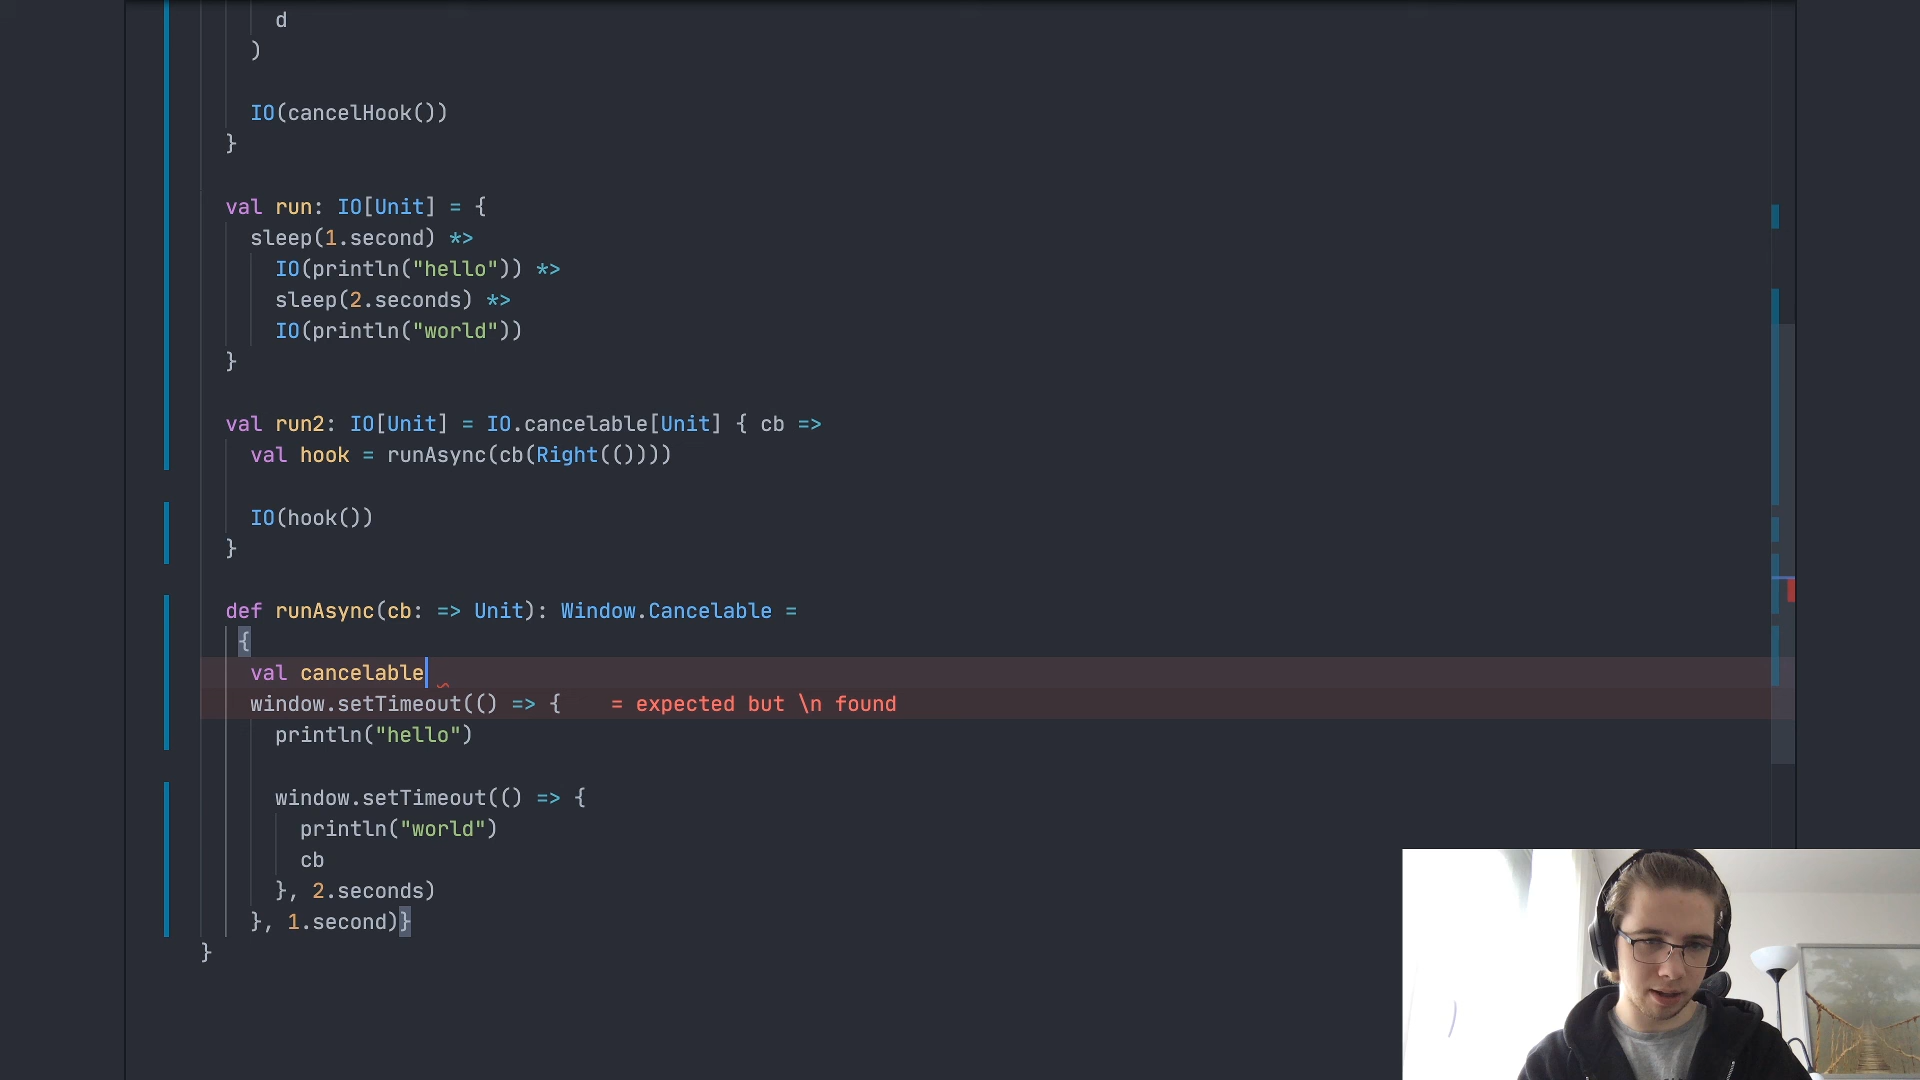 d
)
IO(cancelHook())
}
val run: IO[Unit] = {
sleep(1.second) *>
IO(println("hello")) *>
sleep(2.seconds) *>
IO(println("world"))
}
val run2: IO[Unit] = IO.cancelable[Unit] { cb =>
val hook = runAsync(cb(Right(())))
IO(hook())
}
def runAsync(cb: => Unit): Window.Cancelable =
{
val cancelable
window.setTimeout(() => { = expected but \n found
println("hello")
window.setTimeout(() => {
println("world")
cb
}, 2.seconds)
}, 1.second)}
}